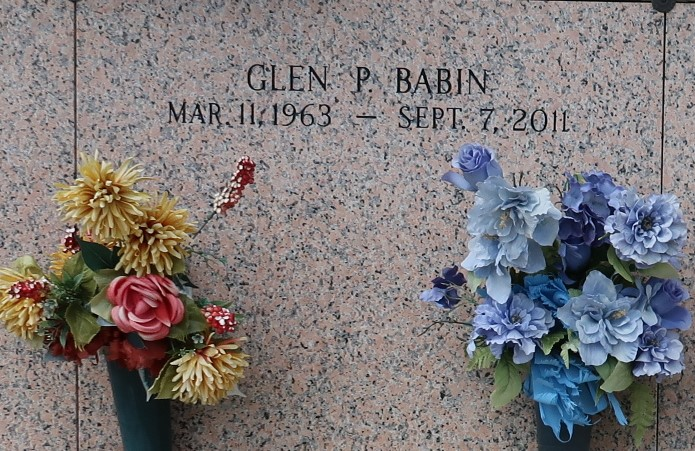 GLEN P. BABIN
MAR. 11, 1963 — SEPT. 7, 2011